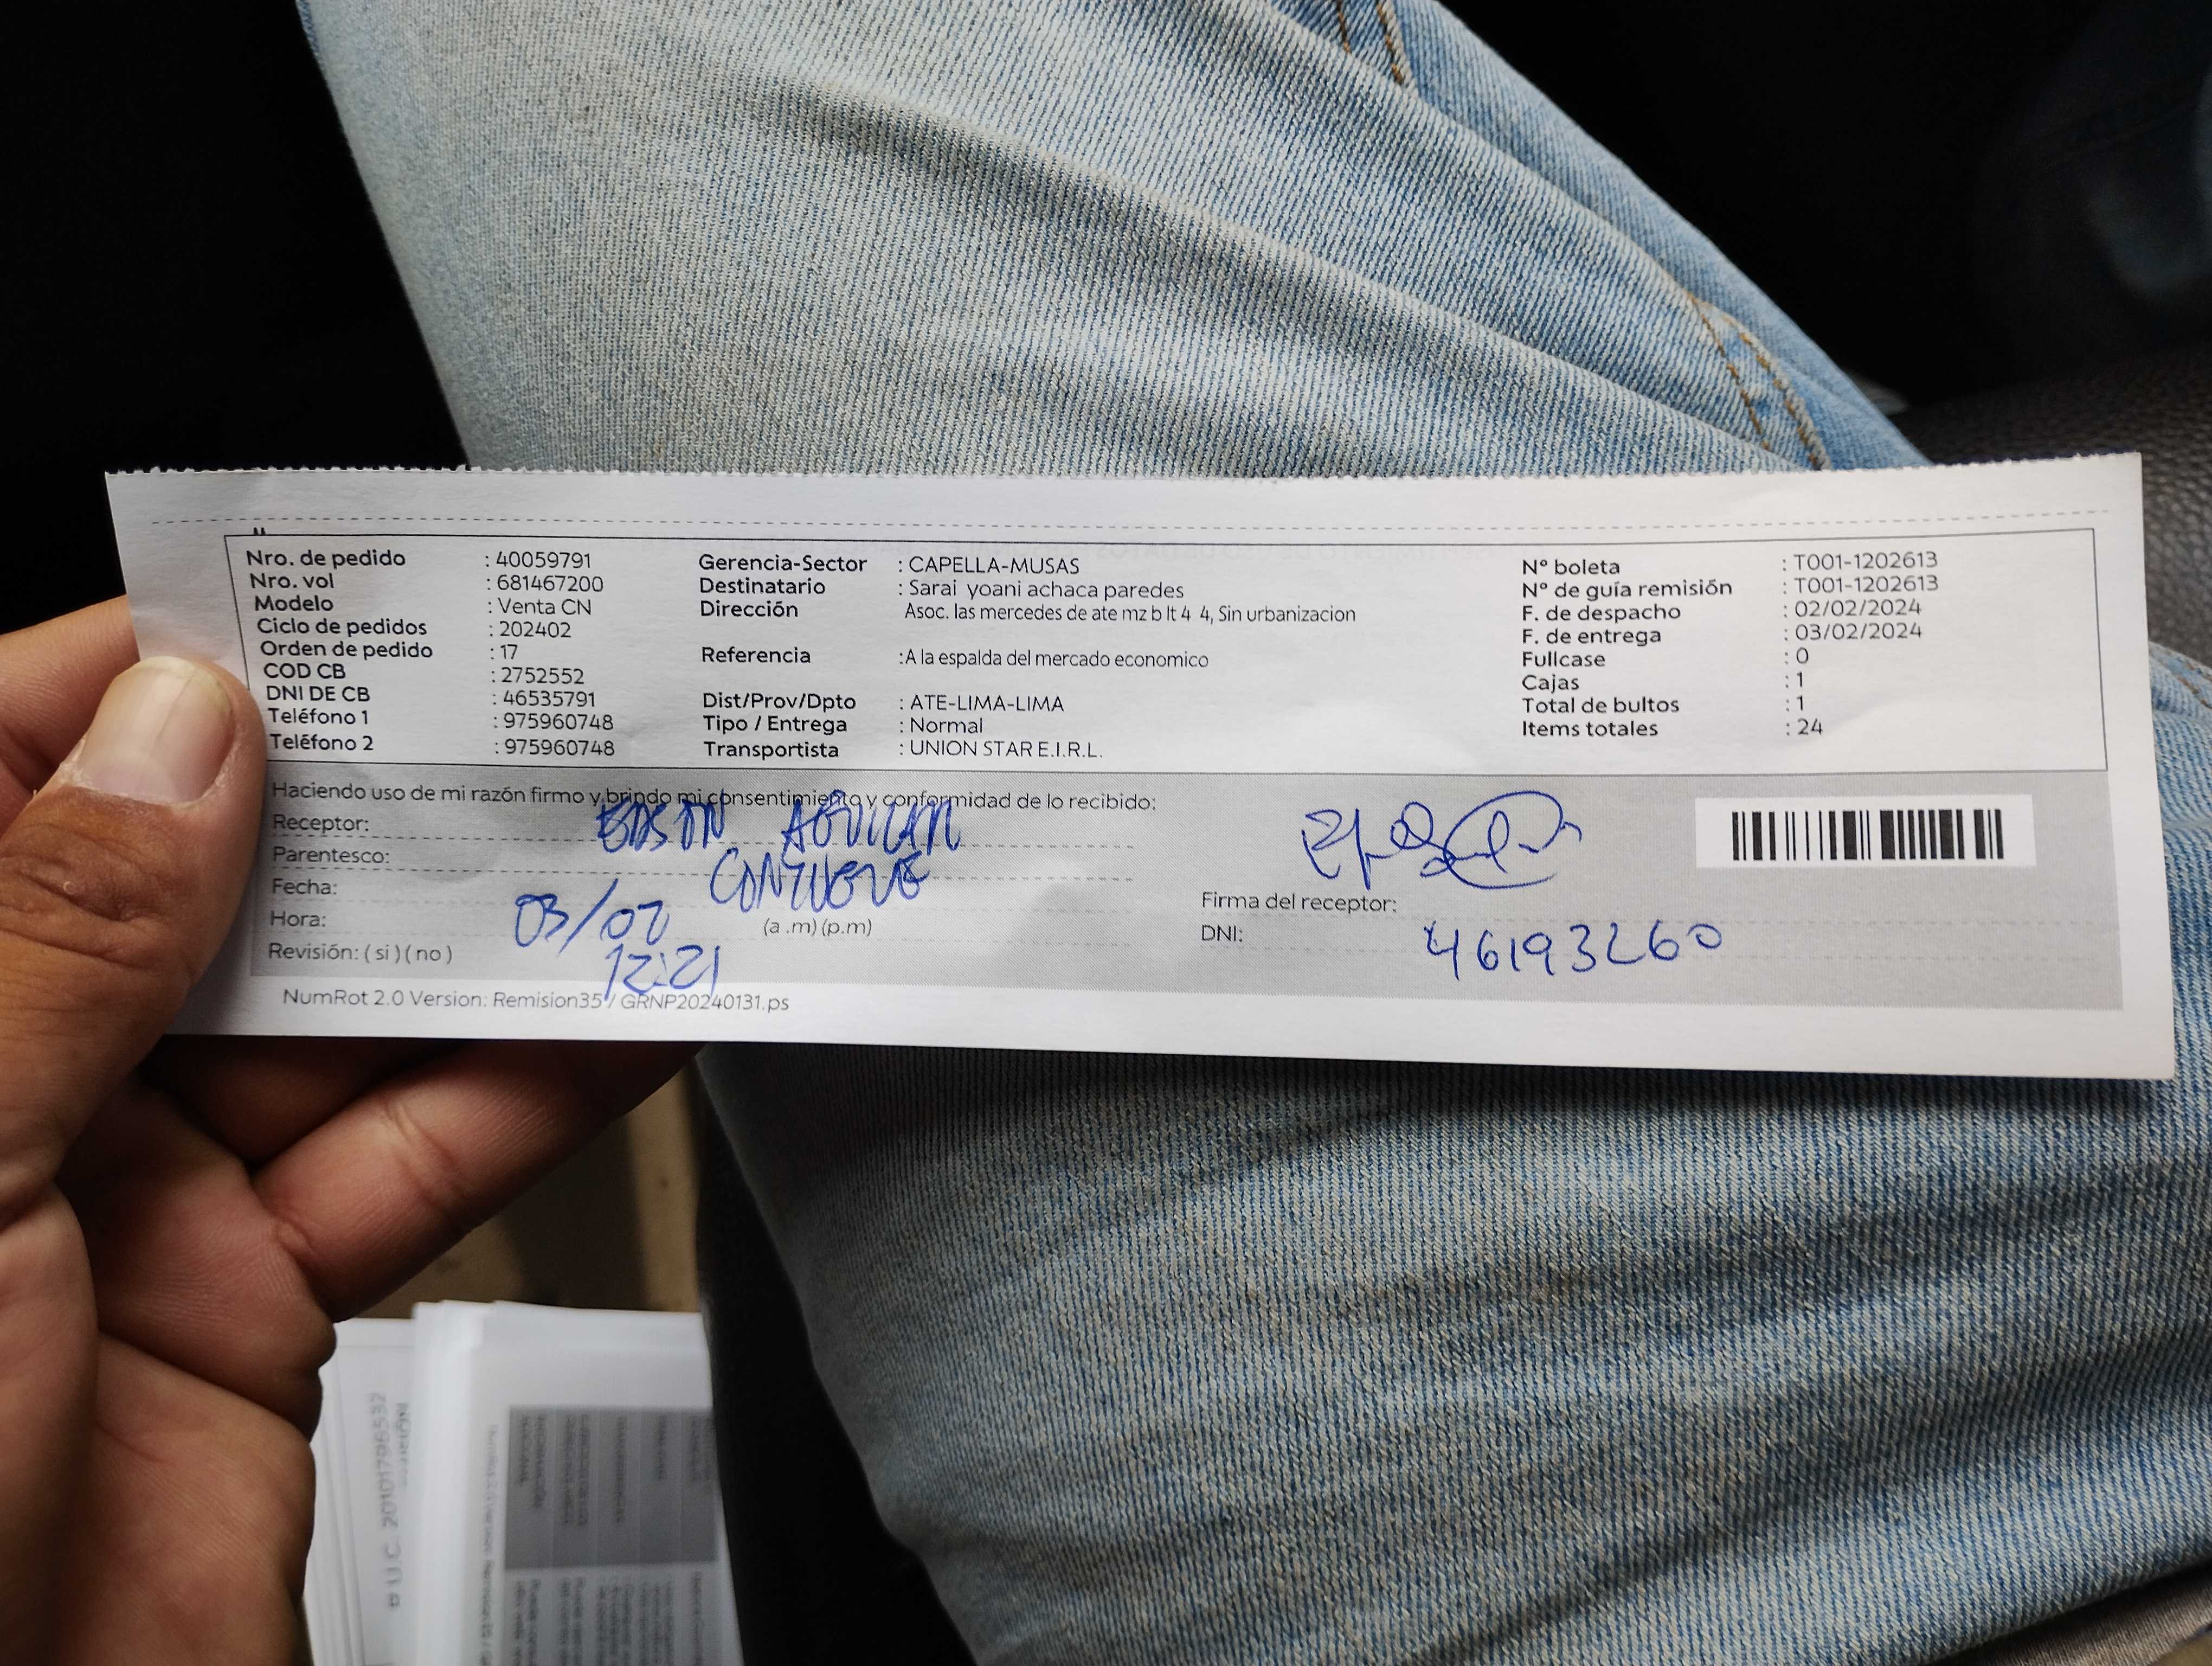 Nro. de pedido : 40059791
Nro. vol : 681467200
Modelo : Venta CN
Ciclo de pedidos : 202402
Orden de pedido : 17
COD CB : 2752552
DNI DE CB : 46535791
Teléfono 1 : 975960748
Teléfono 2 : 975960748
Gerencia-Sector : CAPELLA-MUSAS
Destinatario : Sarai yoani achaca paredes
Dirección Asoc. las mercedes de ate mz b lt 4 4, Sin urbanizacion
Referencia :A la espalda del mercado economico
Dist/Prov/Dpto : ATE-LIMA-LIMA
Tipo / Entrega : Normal
Transportista : UNION STAR E.I.R.L.
N° boleta : T001-1202613
N° de guía remisión : T001-1202613
F. de despacho : 02/02/2024
F. de entrega : 03/02/2024
Fullcase : 0
Cajas : 1
Total de bultos : 1
Items totales : 24
Haciendo uso de mi razón firmo y brindo mi consentimiento y conformidad de lo recibido:
Receptor: EDSON AGUILAR
Parentesco: CONYUGUE
Fecha: 03/02
Hora: 12:21 (a .m) (p.m)
Revisión: ( si ) ( no )
Firma del receptor:
DNI: 46193260
NumRot 2.0 Version: Remision35 / GRNP20240131.ps
R U C. 20101796532